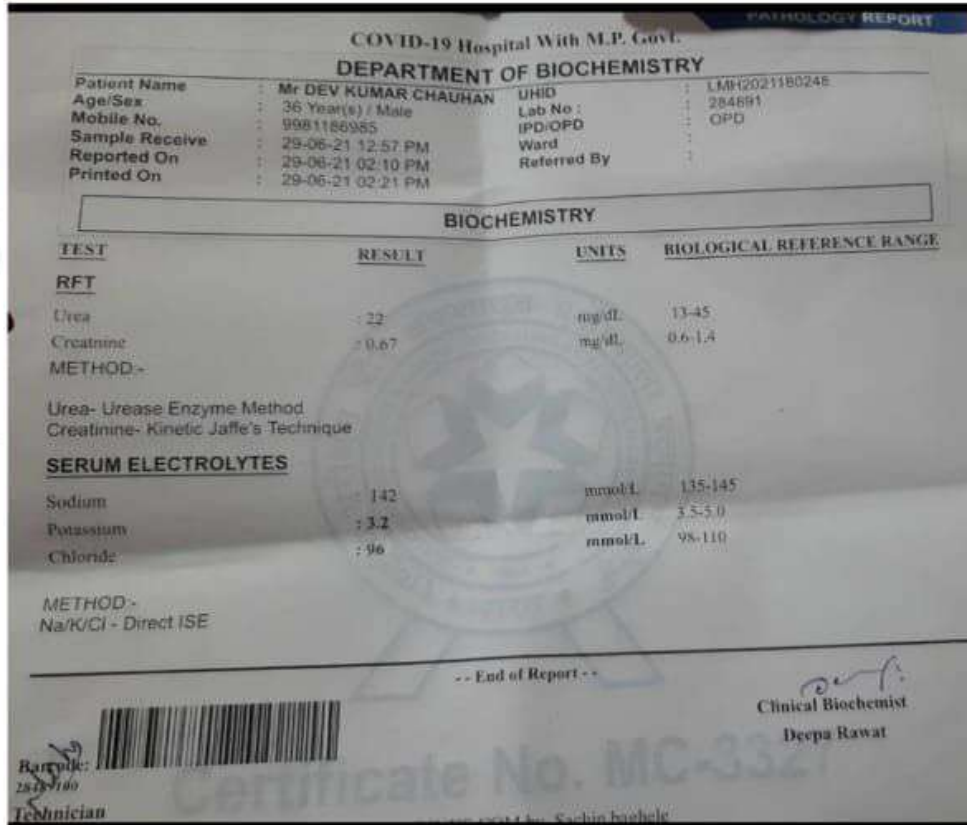 PATHOLOGY REPORT
COVID-19 Hospital With M.P. Govt.
DEPARTMENT OF BIOCHEMISTRY
Patient Name : Mr DEV KUMAR CHAUHAN UHID : LMH2021180248
Age/Sex : 36 Year(s) / Male Lab No : : 284691
Mobile No. : 9981186985 IPD/OPD : OPD
Sample Receive : 29-06-21 12:57 PM Ward :
Reported On : 29-06-21 02:10 PM Referred By :
Printed On : 29-06-21 02:21 PM
BIOCHEMISTRY
TEST RESULT UNITS BIOLOGICAL REFERENCE RANGE
RFT
Urea : 22 mg/dL 13-45
Creatnine : 0.67 mg/dL 0.6-1.4
METHOD:-
Urea- Urease Enzyme Method
Creatinine- Kinetic Jaffe's Technique
SERUM ELECTROLYTES
Sodium : 142 mmol/L 135-145
Potassium : 3.2 mmol/L 3.5-5.0
Chloride : 96 mmol/L 98-110
METHOD:-
Na/K/Cl - Direct ISE
-- End of Report --
Clinical Biochemist
Deepa Rawat
Barcode:
Technician
Certificate No. MC-3327
by Sachin baghele